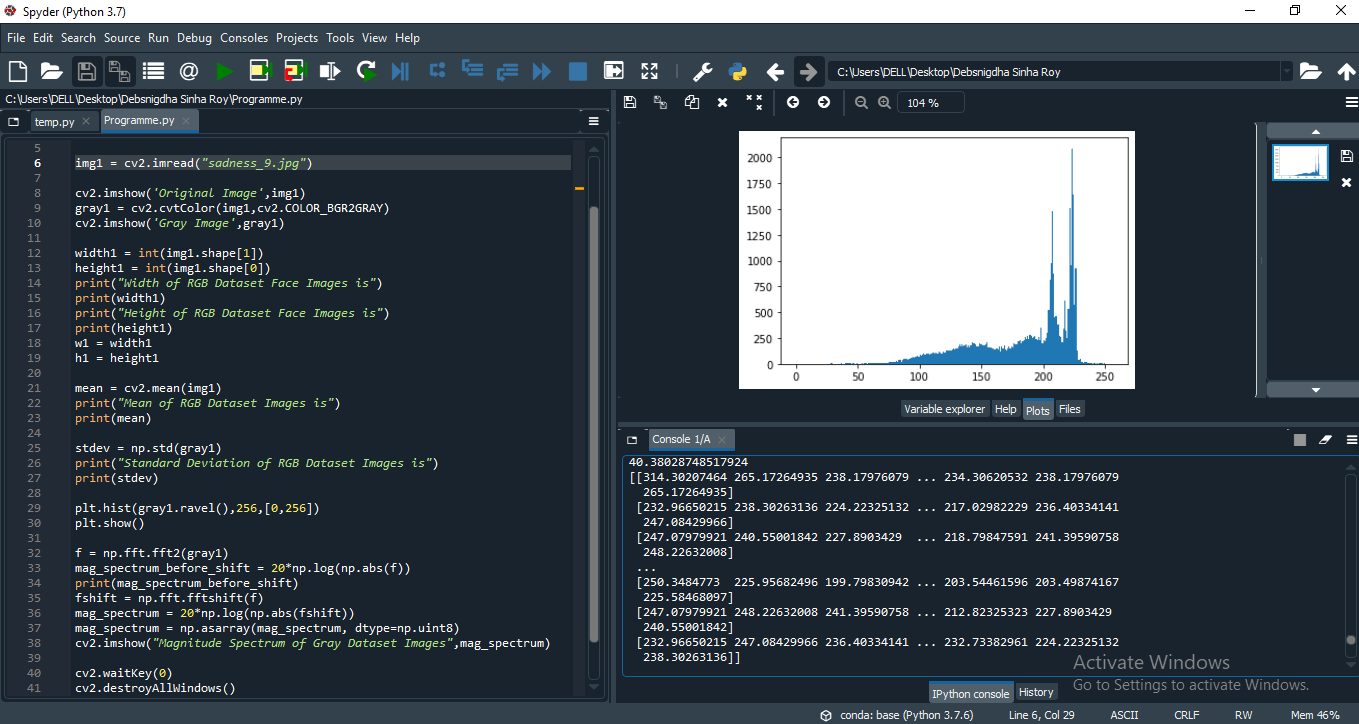 Spyder (Python 3.7)
File Edit Search Source Run Debug Consoles Projects Tools View Help
C:\Users\DELL\Desktop\Debsnigdha Sinha Roy
C:\Users\DELL\Desktop\Debsnigdha Sinha Roy\Programme.py
temp.py
Programme.py
5
6 img1 = cv2.imread("sadness_9.jpg")
7
8 cv2.imshow('Original Image',img1)
9 gray1 = cv2.cvtColor(img1,cv2.COLOR_BGR2GRAY)
10 cv2.imshow('Gray Image',gray1)
11
12 width1 = int(img1.shape[1])
13 height1 = int(img1.shape[0])
14 print("Width of RGB Dataset Face Images is")
15 print(width1)
16 print("Height of RGB Dataset Face Images is")
17 print(height1)
18 w1 = width1
19 h1 = height1
20
21 mean = cv2.mean(img1)
22 print("Mean of RGB Dataset Images is")
23 print(mean)
24
25 stdev = np.std(gray1)
26 print("Standard Deviation of RGB Dataset Images is")
27 print(stdev)
28
29 plt.hist(gray1.ravel(),256,[0,256])
30 plt.show()
31
32 f = np.fft.fft2(gray1)
33 mag_spectrum_before_shift = 20*np.log(np.abs(f))
34 print(mag_spectrum_before_shift)
35 fshift = np.fft.fftshift(f)
36 mag_spectrum = 20*np.log(np.abs(fshift))
37 mag_spectrum = np.asarray(mag_spectrum, dtype=np.uint8)
38 cv2.imshow("Magnitude Spectrum of Gray Dataset Images",mag_spectrum)
39
40 cv2.waitKey(0)
41 cv2.destroyAllWindows()
104 %
2000
1750
1500
1250
1000
750
500
250
0
0 50 100 150 200 250
Variable explorer Help Plots Files
Console 1/A
40.38028748517924
[[314.30207464 265.17264935 238.17976079 ... 234.30620532 238.17976079
265.17264935]
[232.96650215 238.30263136 224.22325132 ... 217.02982229 236.40334141
247.08429966]
[247.07979921 240.55001842 227.8903429 ... 218.79847591 241.39590758
248.22632008]
...
[250.3484773 225.95682496 199.79830942 ... 203.54461596 203.49874167
225.58468097]
[247.07979921 248.22632008 241.39590758 ... 212.82325323 227.8903429
240.55001842]
[232.96650215 247.08429966 236.40334141 ... 232.73382961 224.22325132
238.30263136]]
Activate Windows
Go to Settings to activate Windows.
IPython console History
conda: base (Python 3.7.6) Line 6, Col 29 ASCII CRLF RW Mem 46%